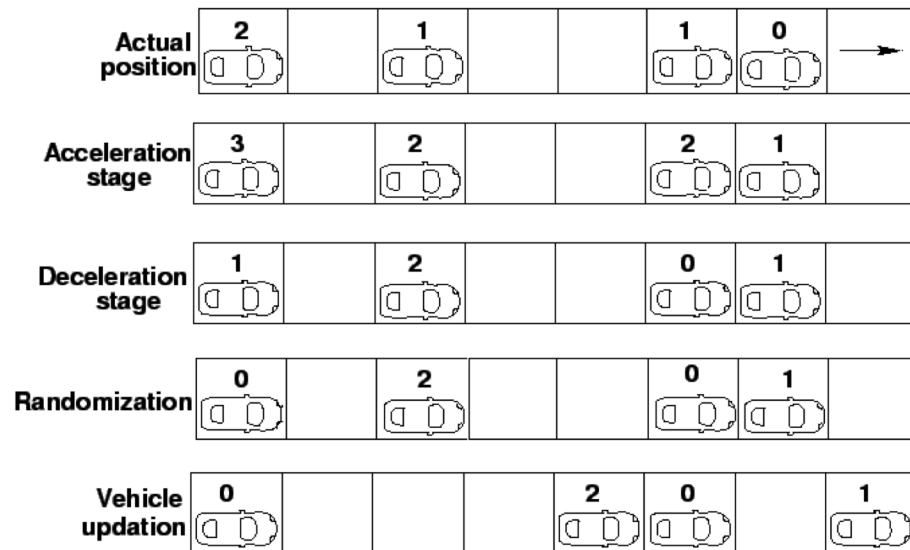 Actual
position
2 1 1 0
Acceleration
stage
3 2 2 1
Deceleration
stage
1 2 0 1
Randomization
0 2 0 1
Vehicle
updation
0 2 0 1